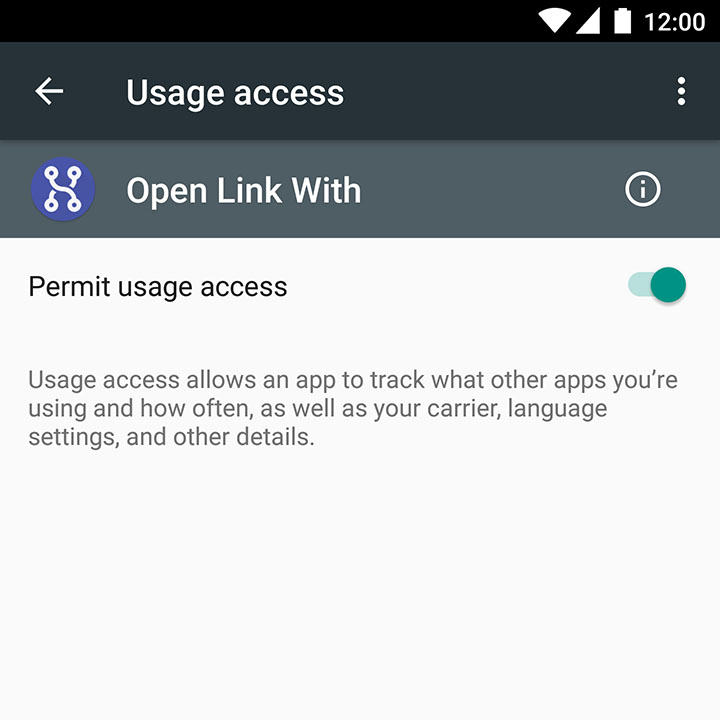 12:00
Usage access
Open Link With
Permit usage access
Usage access allows an app to track what other apps you’re
using and how often, as well as your carrier, language
settings, and other details.